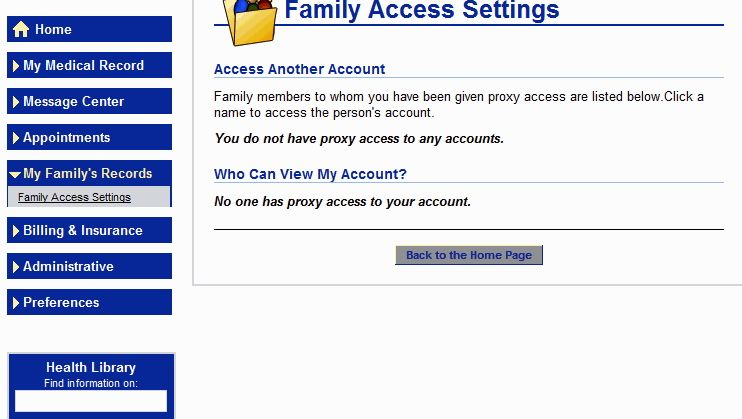 Family Access Settings
Home
My Medical Record
Message Center
Appointments
My Family's Records
Family Access Settings
Billing & Insurance
Administrative
Preferences
Health Library
Find information on:
Access Another Account
Family members to whom you have been given proxy access are listed below.Click a
name to access the person's account.
You do not have proxy access to any accounts.
Who Can View My Account?
No one has proxy access to your account.
Back to the Home Page